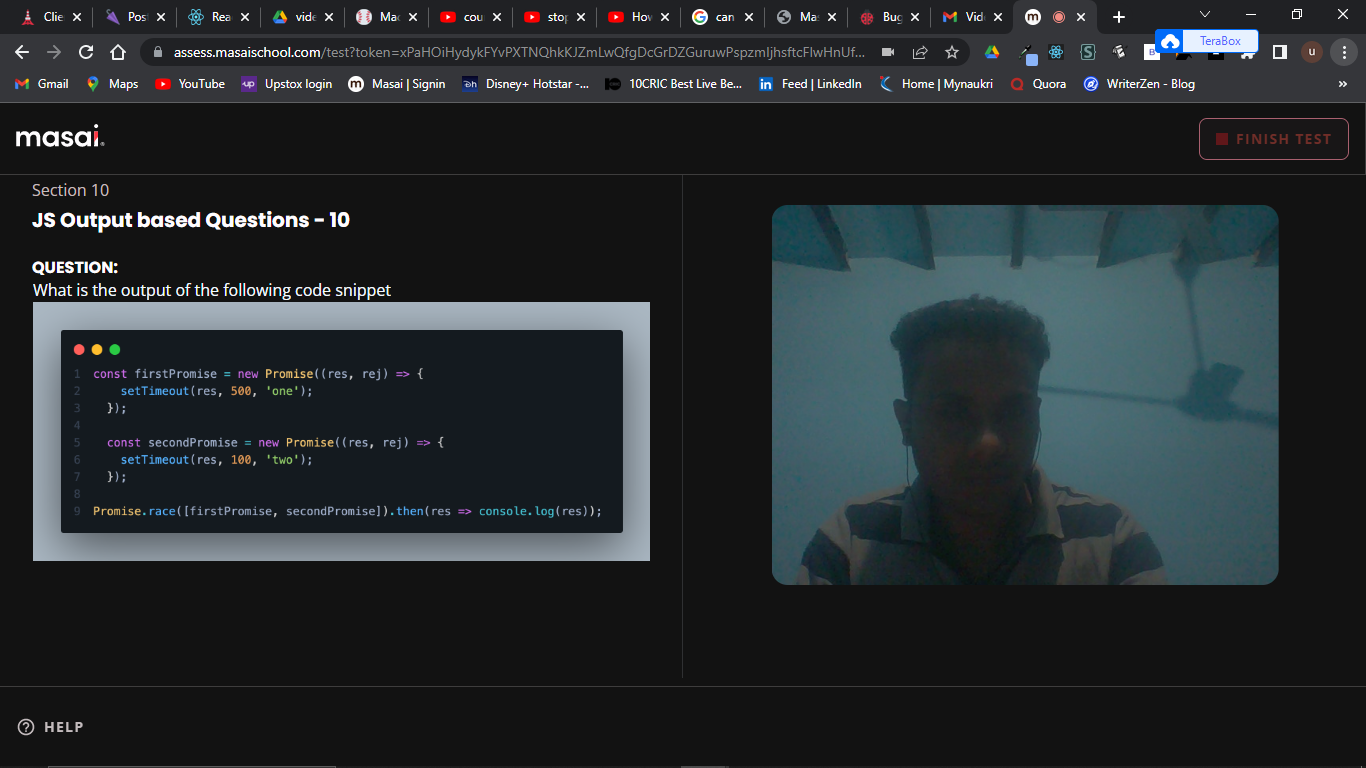 Clie
Post
Rea
vide
Mac
cou
stop
How
can
Mas
Bug
Vid
m
assess.masaischool.com/test?token=xPaHOiHydykFYvPXTNQhkKJZmLwQfgDcGrDZGuruwPspzmIjhsftcFlwHnUf...
TeraBox
u
Gmail
Maps
YouTube
up Upstox login
m Masai | Signin
Disney+ Hotstar -...
10CRIC Best Live Be...
in Feed | LinkedIn
Home | Mynaukri
Quora
WriterZen - Blog
»
masai.
FINISH TEST
Section 10
JS Output based Questions - 10
QUESTION:
What is the output of the following code snippet
1 const firstPromise = new Promise((res, rej) => {
2 setTimeout(res, 500, 'one');
3 });
4
5 const secondPromise = new Promise((res, rej) => {
6 setTimeout(res, 100, 'two');
7 });
8
9 Promise.race([firstPromise, secondPromise]).then(res => console.log(res));
HELP